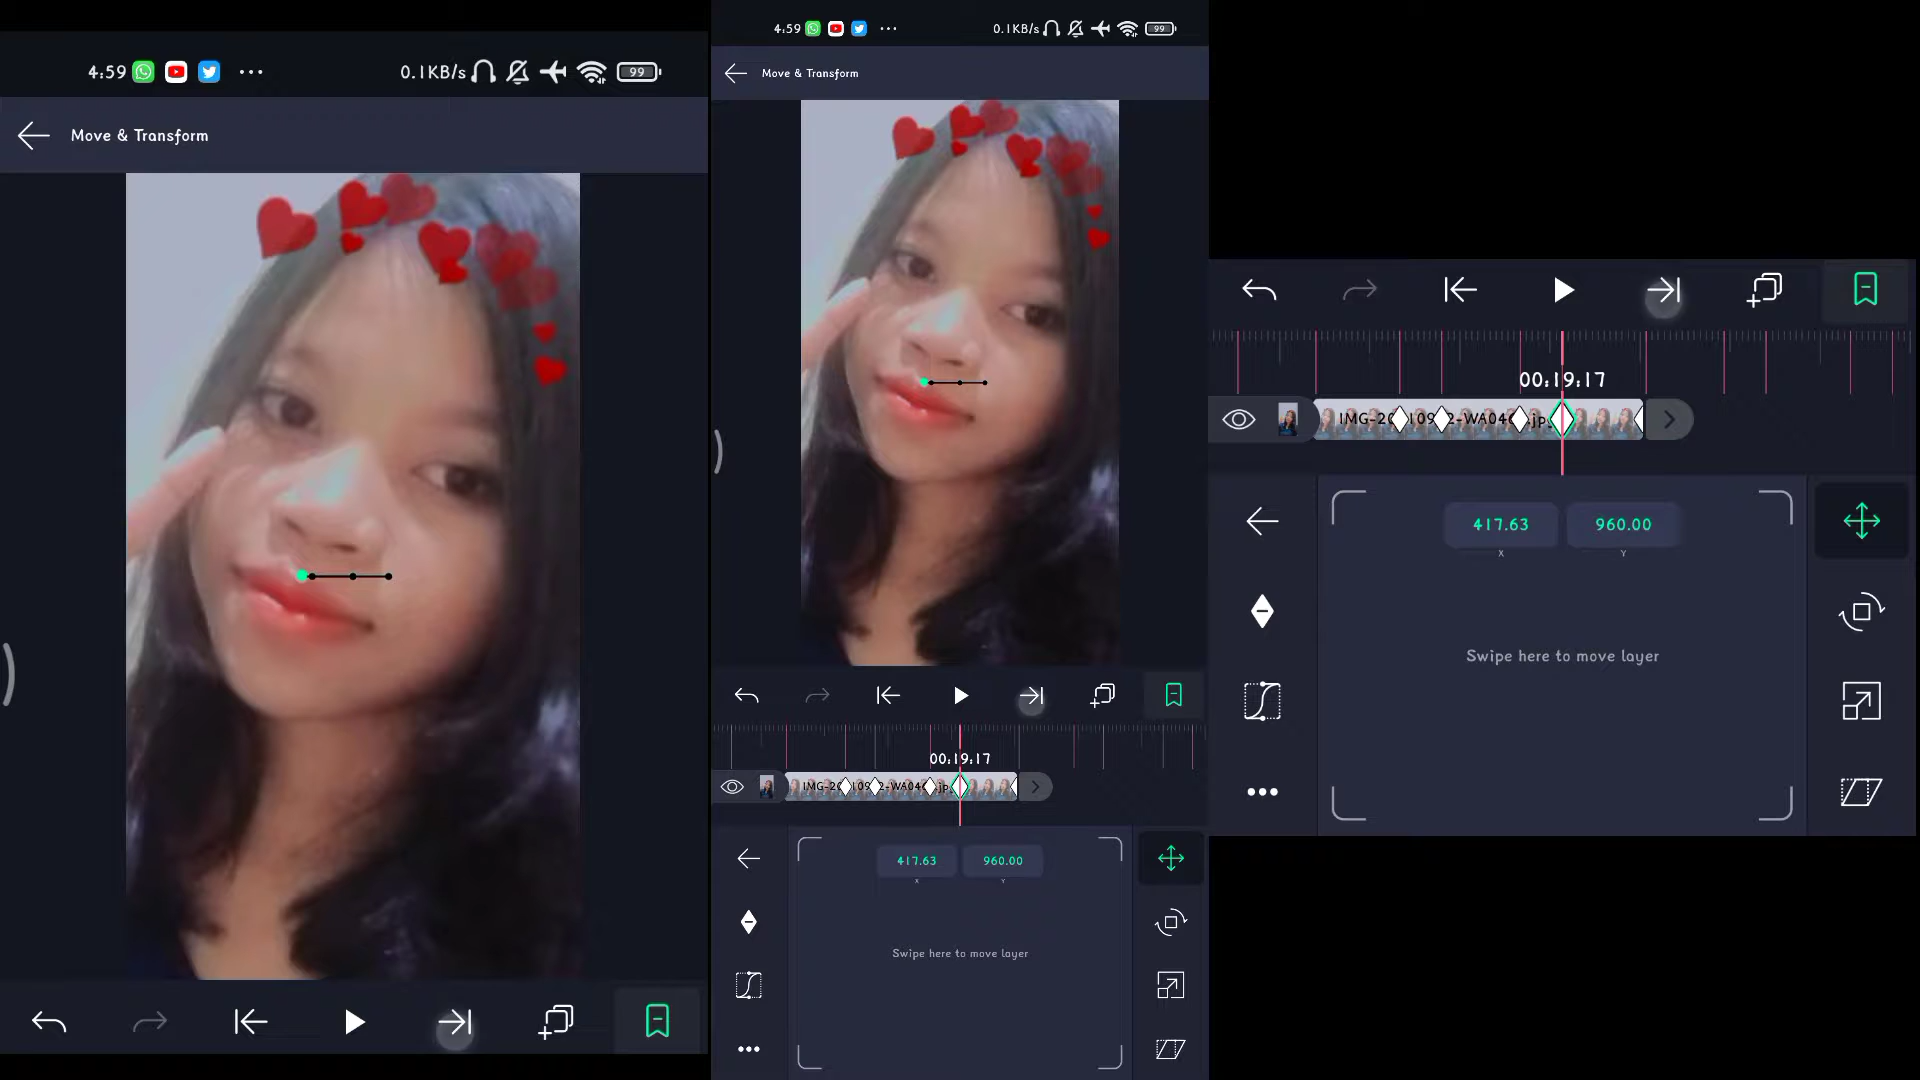 4:59
0.1KB/s
99
Move & Transform
4:59
0.1KB/s
99
Move & Transform
00:19:17
417.63
960.00
X
Y
Swipe here to move layer
00:19:17
417.63
960.00
X
Y
Swipe here to move layer